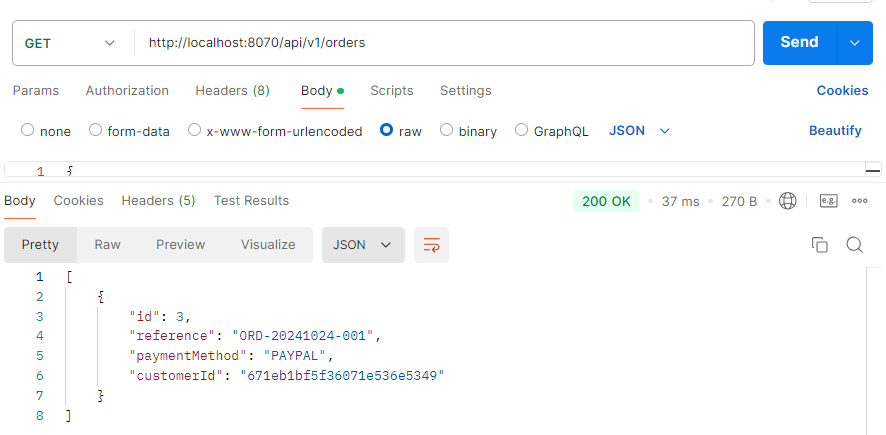 GET http://localhost:8070/api/v1/orders Send
Params Authorization Headers (8) Body Scripts Settings Cookies
none form-data x-www-form-urlencoded raw binary GraphQL JSON Beautify
1 {
Body Cookies Headers (5) Test Results 200 OK 37 ms 270 B e.g.
Pretty Raw Preview Visualize JSON
1 [
2 {
3 "id": 3,
4 "reference": "ORD-20241024-001",
5 "paymentMethod": "PAYPAL",
6 "customerId": "671eb1bf5f36071e536e5349"
7 }
8 ]